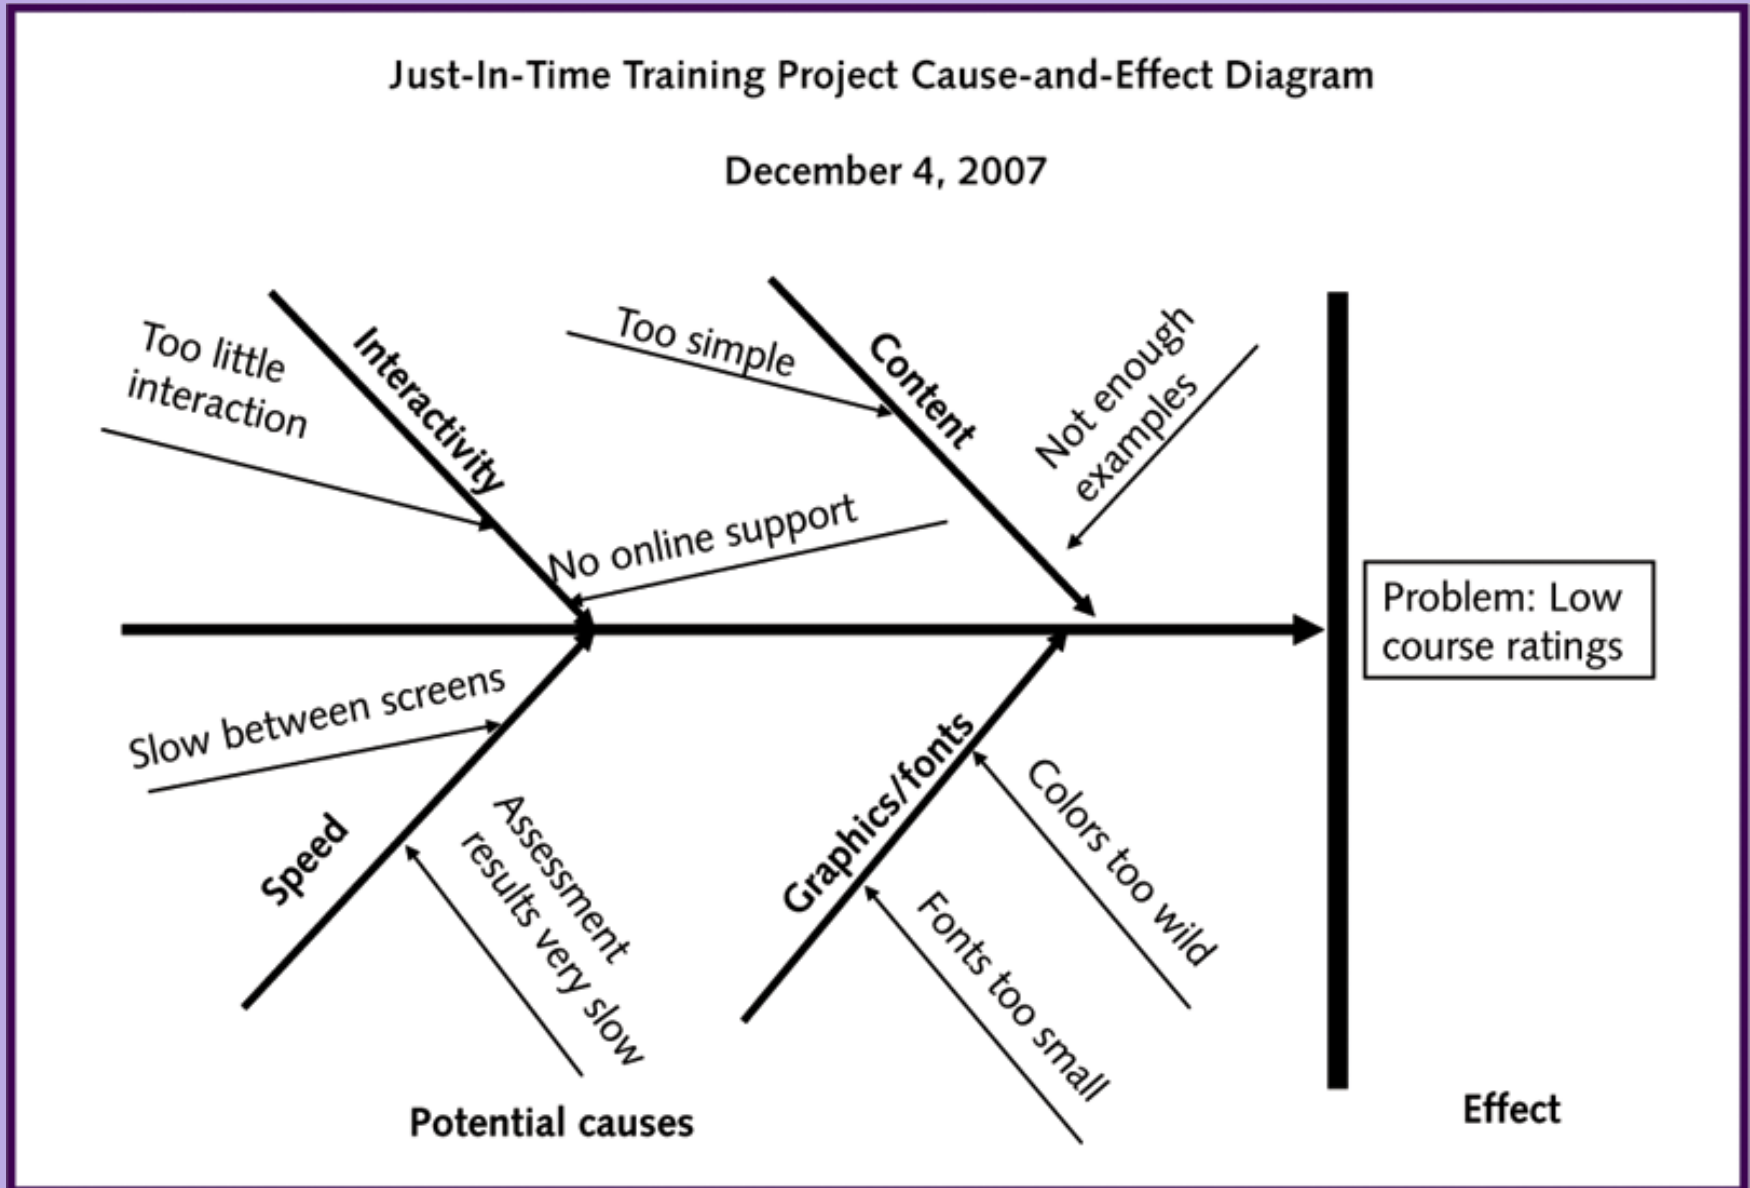 Just-In-Time Training Project Cause-and-Effect Diagram
December 4, 2007
Too little
interaction
Interactivity
Too simple
Content
Not enough
examples
No online support
Problem: Low
course ratings
Slow between screens
Speed
Assessment
results very slow
Graphics/fonts
Colors too wild
Fonts too small
Potential causes
Effect